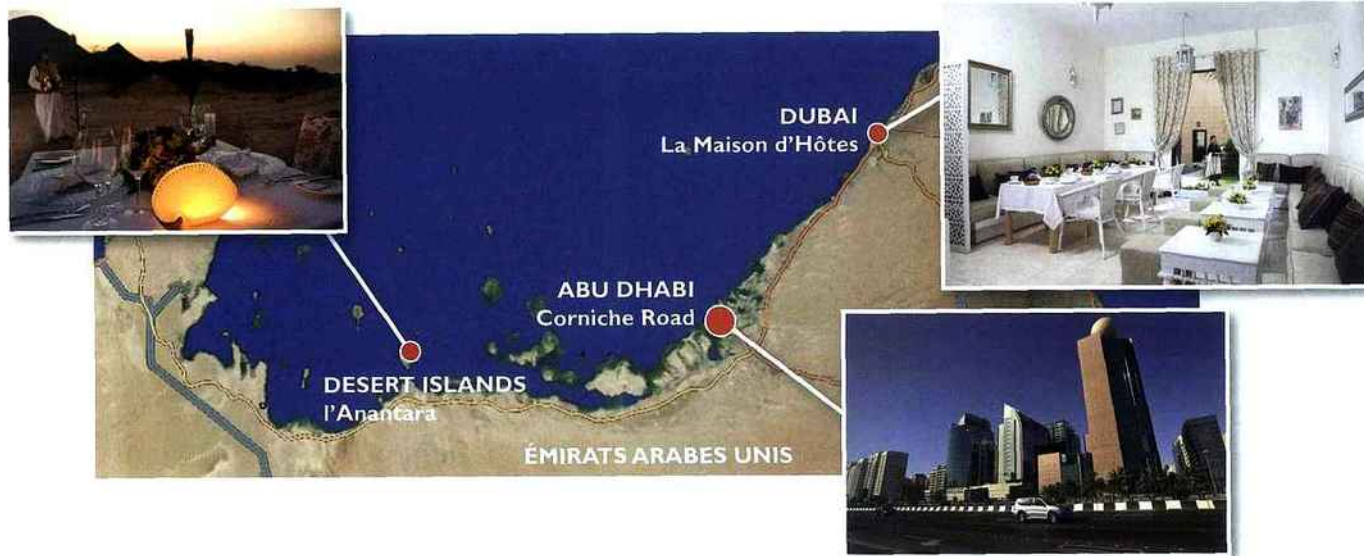 DUBAI
La Maison d'Hôtes
ABU DHABI
Corniche Road
DESERT ISLANDS
l'Anantara
ÉMIRATS ARABES UNIS